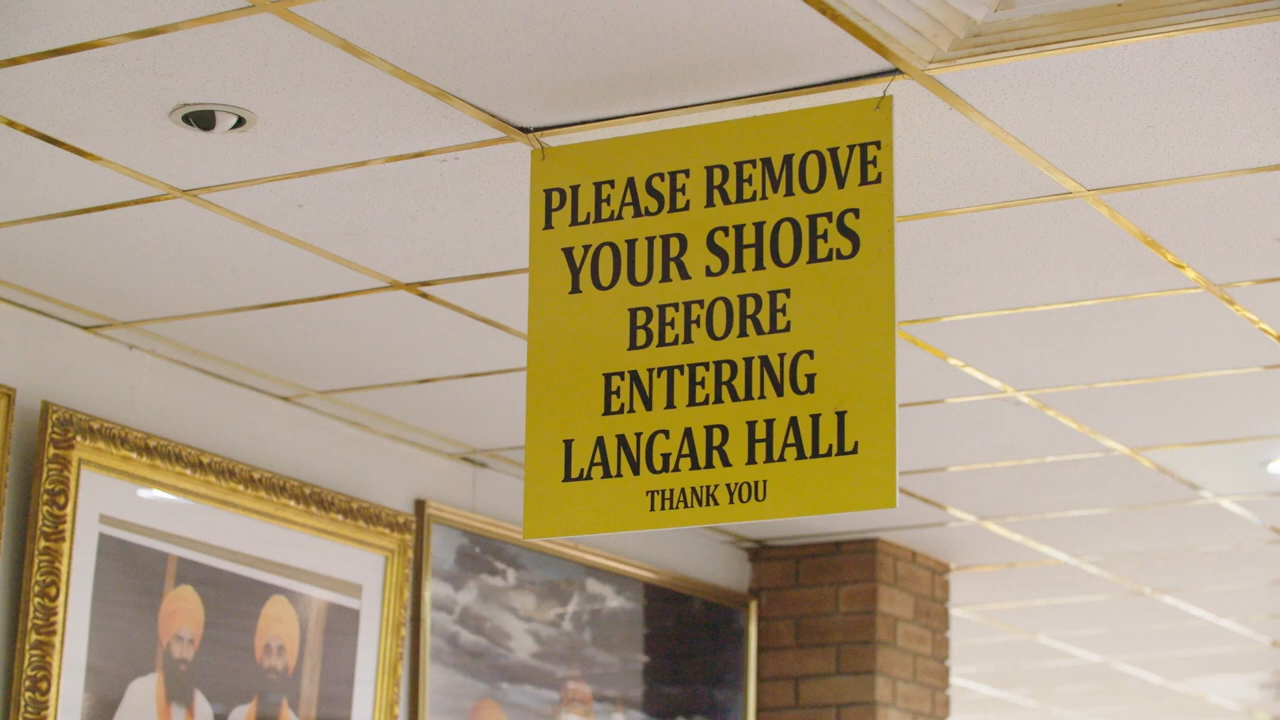 PLEASE REMOVE
YOUR SHOES
BEFORE
ENTERING
LANGAR HALL
THANK YOU